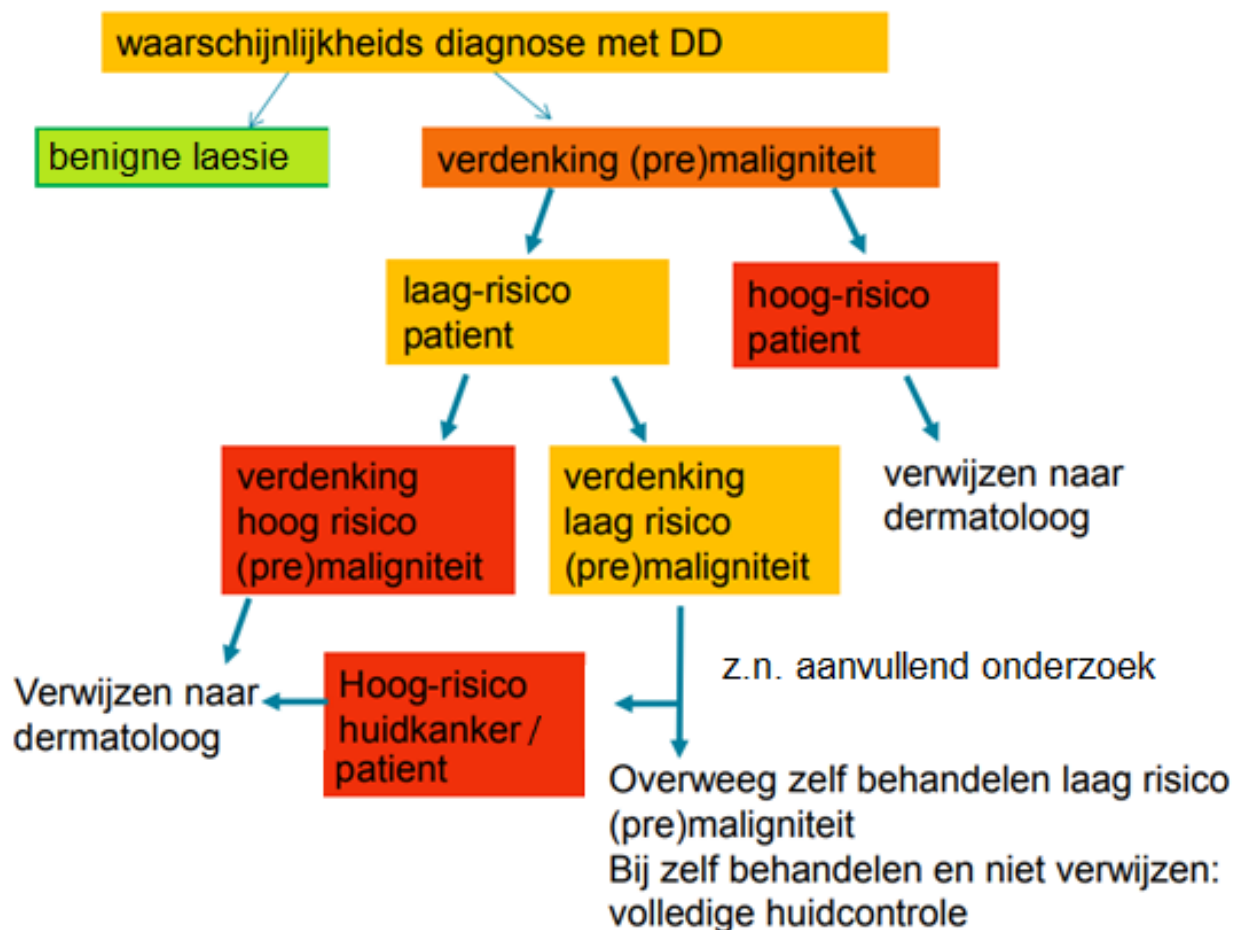 waarschijnlijkheids diagnose met DD
benigne laesie
verdenking (pre)maligniteit
laag-risico
patient
hoog-risico
patient
verdenking
hoog risico
(pre)maligniteit
verdenking
laag risico
(pre)maligniteit
verwijzen naar
dermatoloog
z.n. aanvullend onderzoek
Hoog-risico
huidkanker /
patient
Verwijzen naar
dermatoloog
Overweeg zelf behandelen laag risico
(pre)maligniteit
Bij zelf behandelen en niet verwijzen:
volledige huidcontrole